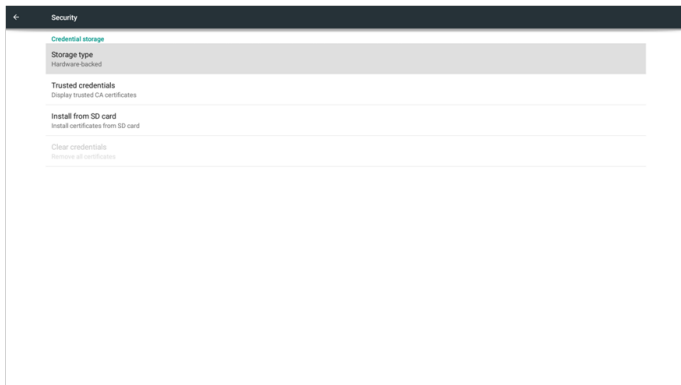 Security
Credential storage
Storage type
Hardware-backed
Trusted credentials
Display trusted CA certificates
Install from SD card
Install certificates from SD card
Clear credentials
Remove all certificates